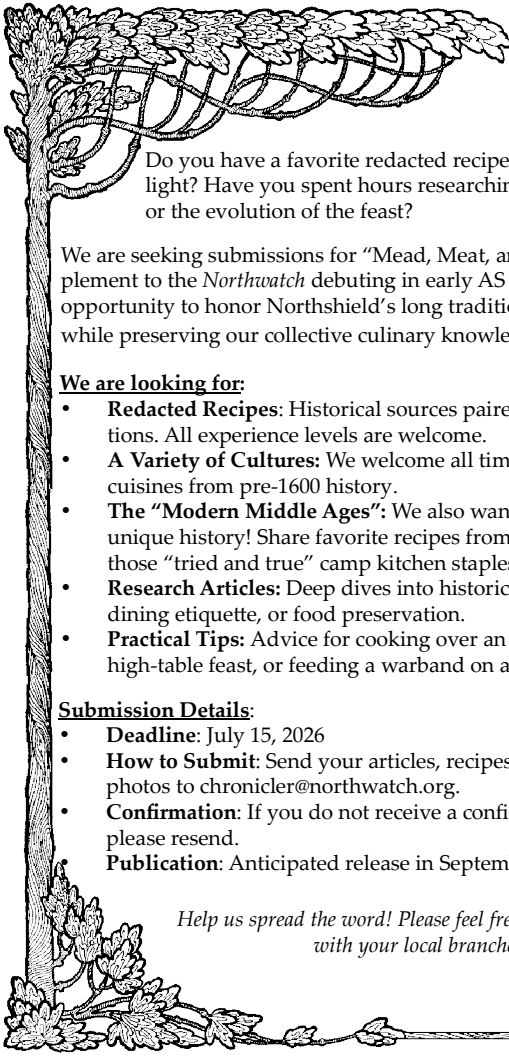 Do you have a favorite redacted recipe
light? Have you spent hours researchin
or the evolution of the feast?
We are seeking submissions for “Mead, Meat, a
plement to the Northwatch debuting in early AS
opportunity to honor Northshield’s long traditi
while preserving our collective culinary knowle
We are looking for:
• Redacted Recipes: Historical sources paire
tions. All experience levels are welcome.
• A Variety of Cultures: We welcome all tim
cuisines from pre-1600 history.
• The “Modern Middle Ages”: We also wan
unique history! Share favorite recipes from
those “tried and true” camp kitchen staples
• Research Articles: Deep dives into historic
dining etiquette, or food preservation.
• Practical Tips: Advice for cooking over an
high-table feast, or feeding a warband on a
Submission Details:
• Deadline: July 15, 2026
• How to Submit: Send your articles, recipes
photos to chronicler@northwatch.org.
• Confirmation: If you do not receive a confi
please resend.
• Publication: Anticipated release in Septem
Help us spread the word! Please feel fre
with your local branche